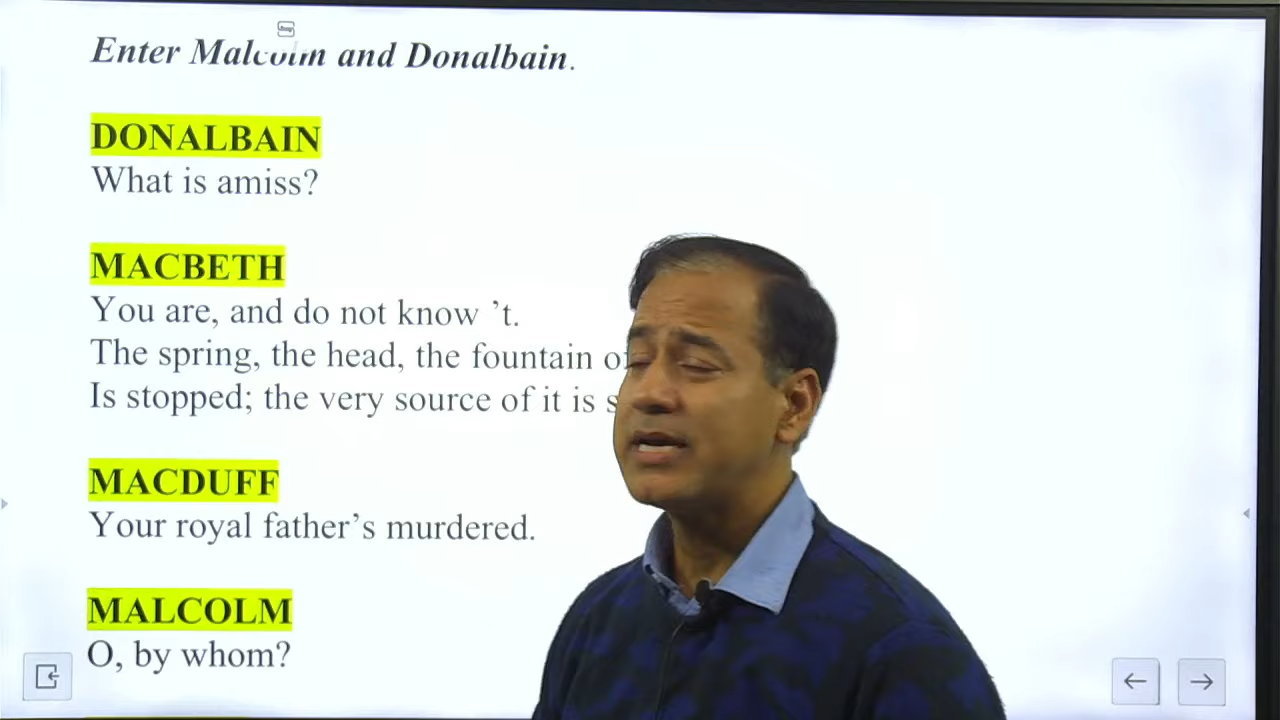 Enter Malcolm and Donalbain.
DONALBAIN
What is amiss?
MACBETH
You are, and do not know ’t.
The spring, the head, the fountain
Is stopped; the very source of it is
MACDUFF
Your royal father’s murdered.
MALCOLM
O, by whom?